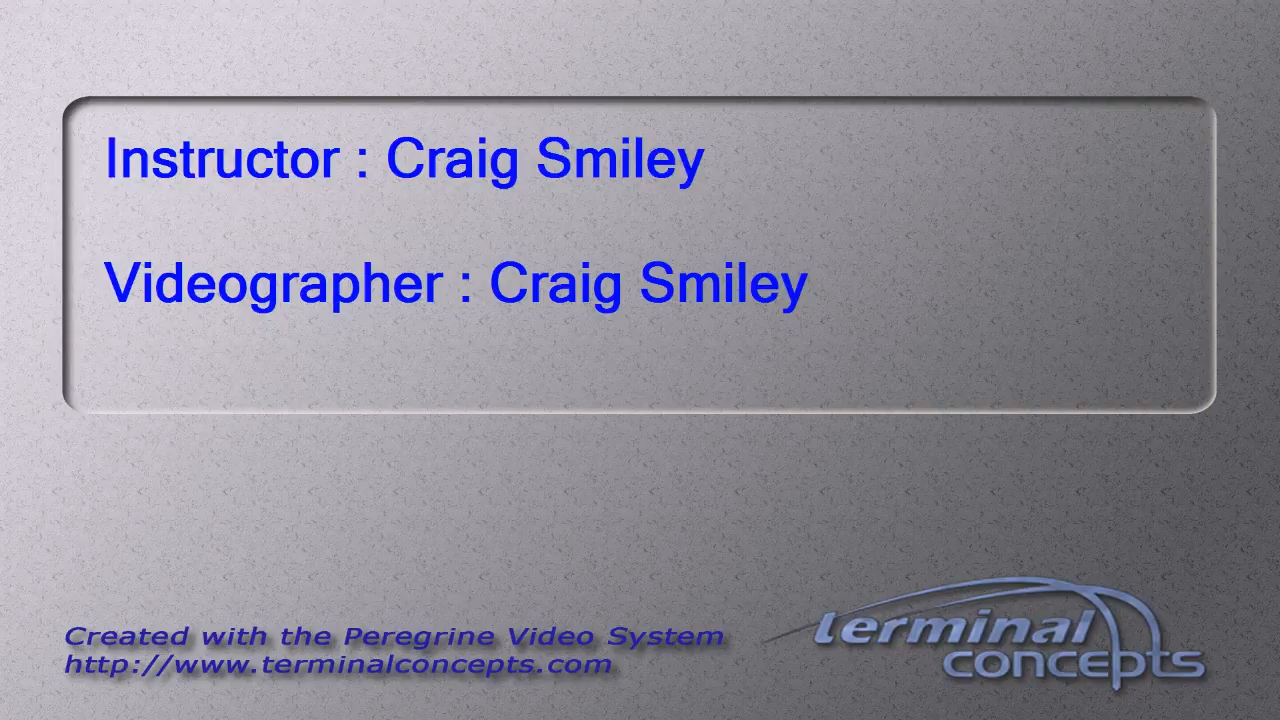 Instructor : Craig Smiley
Videographer : Craig Smiley
Created with the Peregrine Video System
http://www.terminalconcepts.com
terminal
concepts